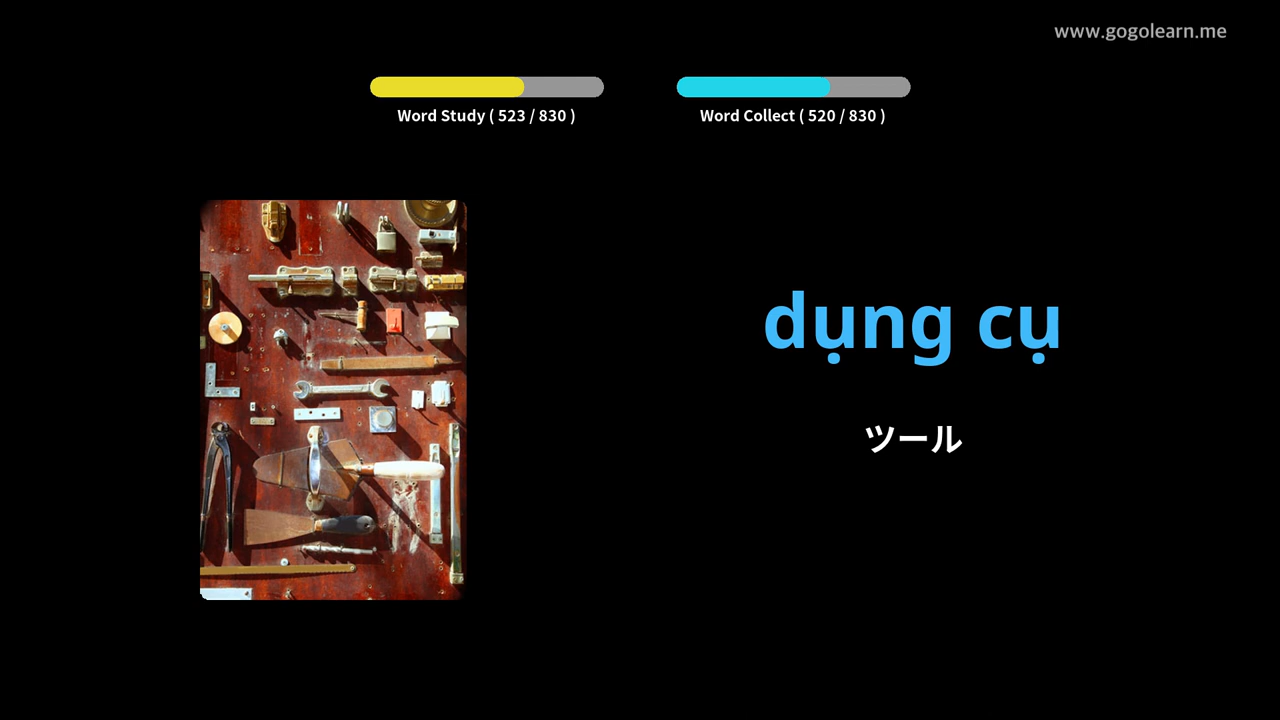 www.gogolearn.me
Word Study ( 523 / 830 )
Word Collect ( 520 / 830 )
dụng cụ
ツール